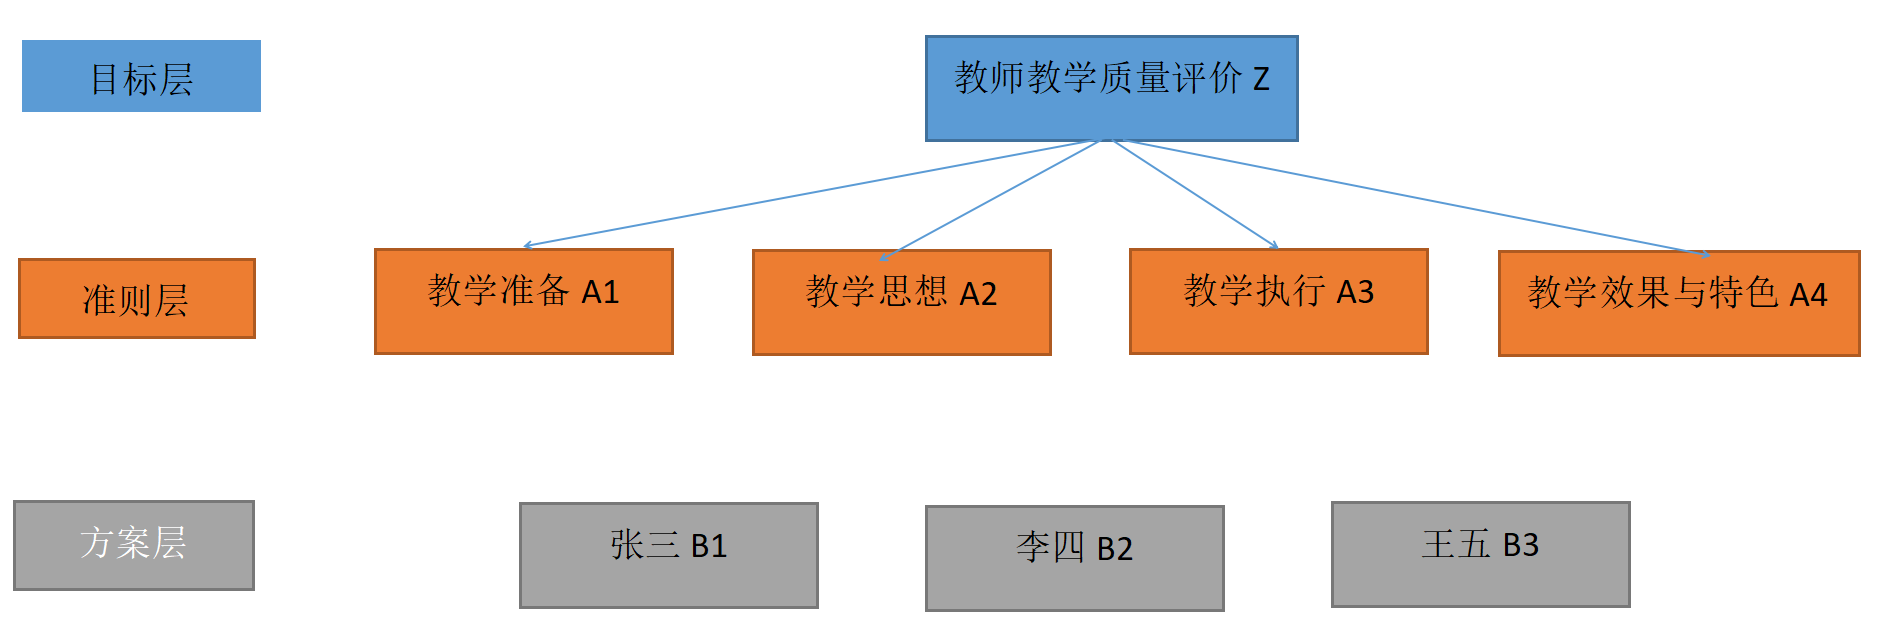 目标层
教师教学质量评价 Z
准则层
教学准备 A1
教学思想 A2
教学执行 A3
教学效果与特色 A4
方案层
张三 B1
李四 B2
王五 B3